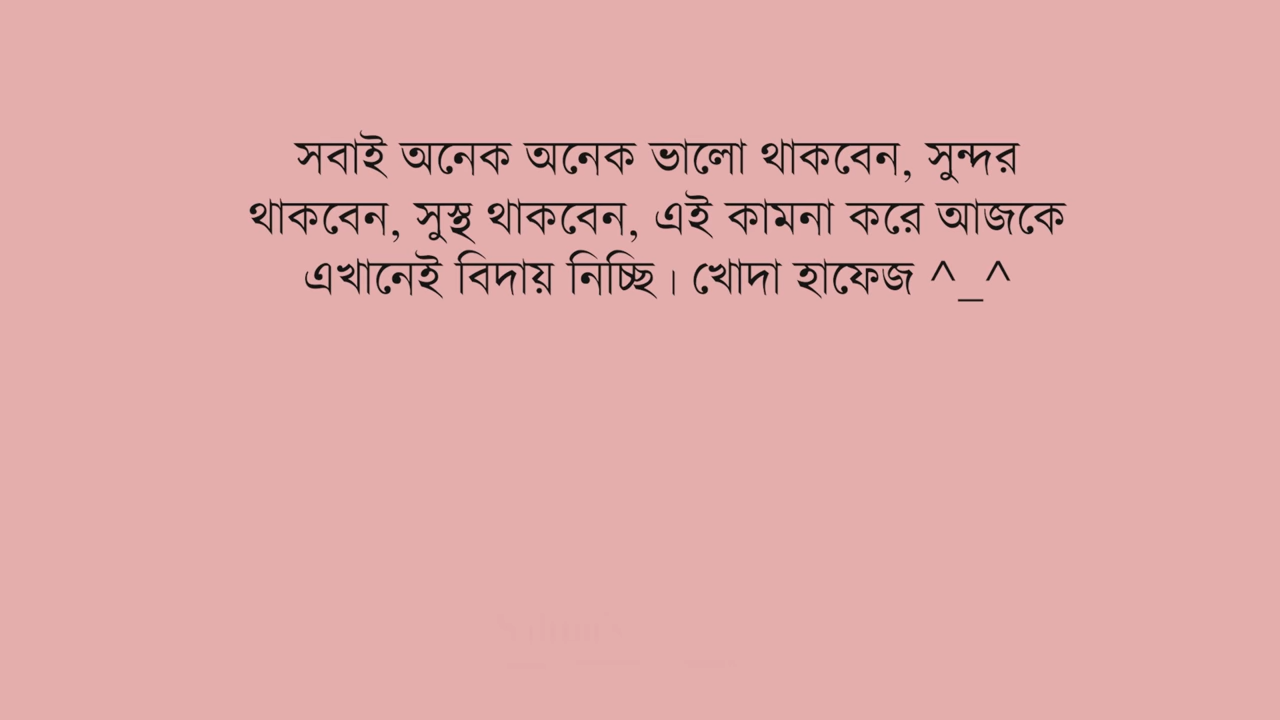 সবাই অনেক অনেক ভালো থাকবেন, সুন্দর
থাকবেন, সুস্থ থাকবেন, এই কামনা করে আজকে
এখানেই বিদায় নিচ্ছি। খোদা হাফেজ ^_^